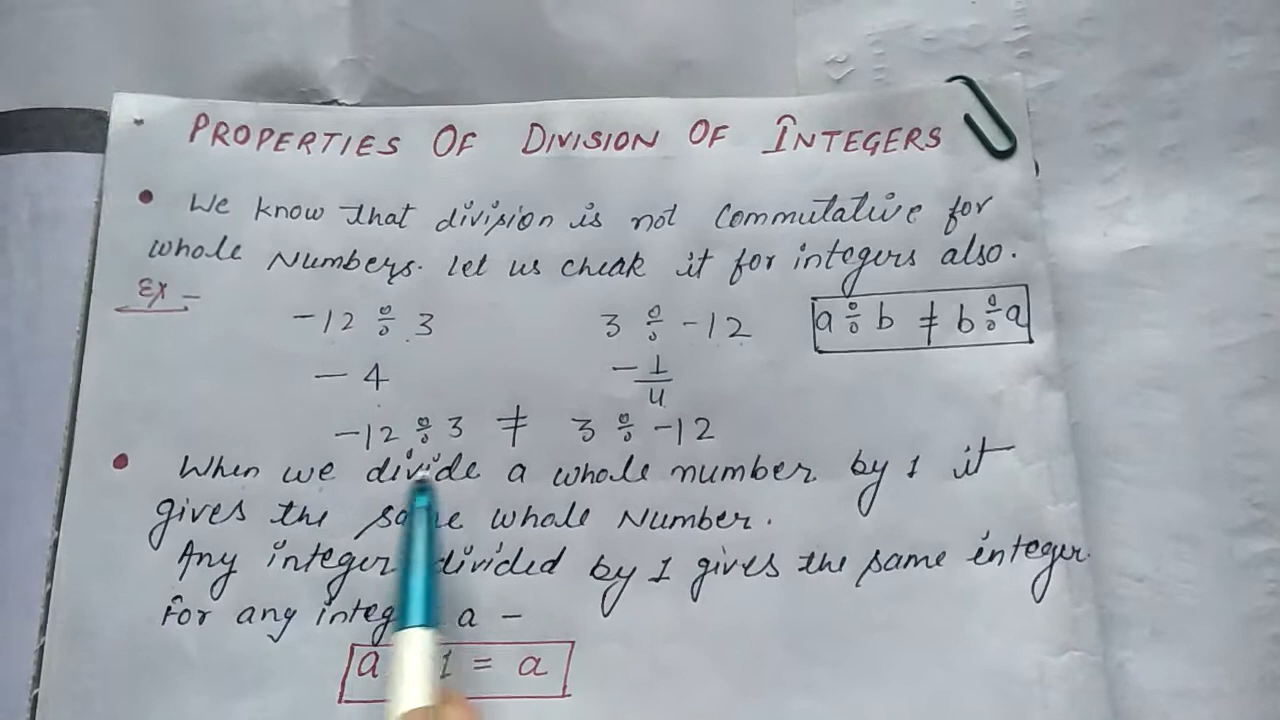 PROPERTIES OF DIVISION OF INTEGERS
• We know that division is not Commutative for
whole Numbers. let us cheak it for integers also.
Ex -
-12 ÷ 3    3 ÷ -12    a ÷ b ≠ b ÷ a
- 4    -1/4
-12 ÷ 3 ≠ 3 ÷ -12
• When we divide a whole number by 1 it
gives the same whole Number.
Any integer divided by 1 gives the same integer.
For any integ a -
a 1 = a